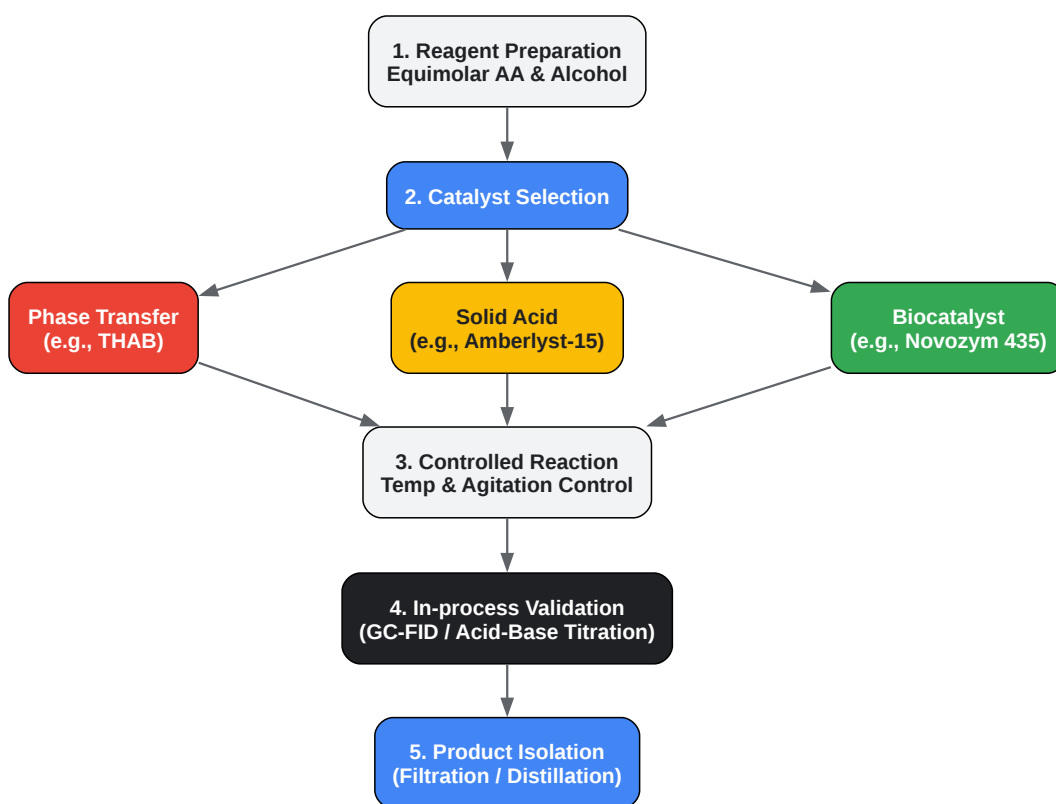 1. Reagent Preparation
Equimolar AA & Alcohol
2. Catalyst Selection
Phase Transfer
(e.g., THAB)
Solid Acid
(e.g., Amberlyst-15)
Biocatalyst
(e.g., Novozym 435)
3. Controlled Reaction
Temp & Agitation Control
4. In-process Validation
(GC-FID / Acid-Base Titration)
5. Product Isolation
(Filtration / Distillation)